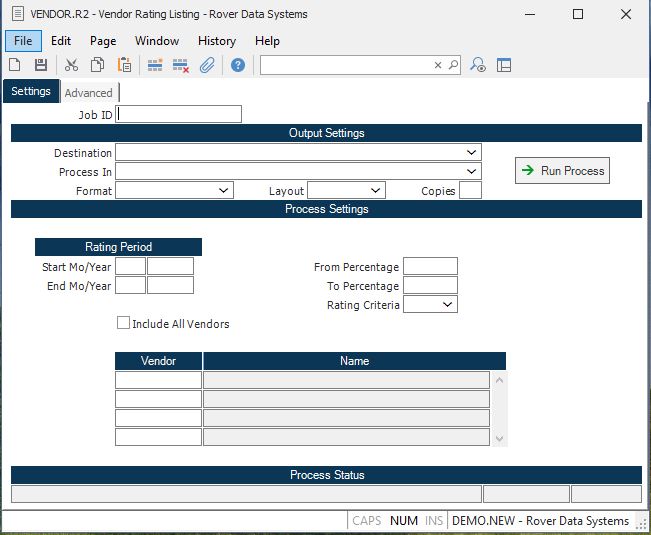 VENDOR.R2 - Vendor Rating Listing - Rover Data Systems
File Edit Page Window History Help
Settings Advanced
Job ID
Output Settings
Destination
Process In
Run Process
Format Layout Copies
Process Settings
Rating Period
Start Mo/Year From Percentage
End Mo/Year To Percentage
Rating Criteria
Include All Vendors
Vendor Name
Process Status
CAPS NUM INS DEMO.NEW - Rover Data Systems